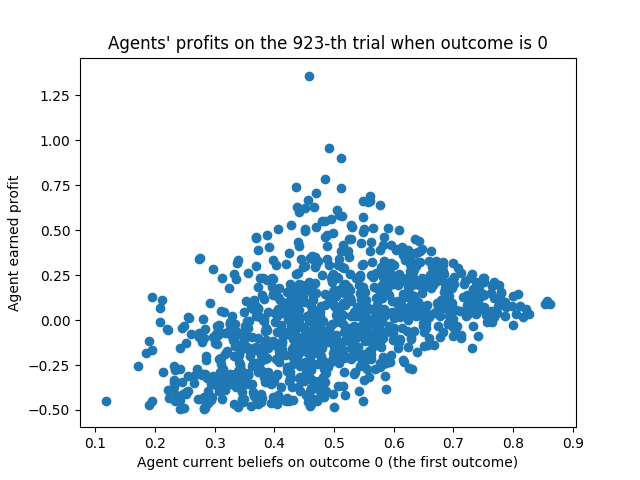 Agents' profits on the 923-th trial when outcome is 0
Agent earned profit
1.25
1.00
0.75
0.50
0.25
0.00
−0.25
−0.50
0.1 0.2 0.3 0.4 0.5 0.6 0.7 0.8 0.9
Agent current beliefs on outcome 0 (the first outcome)